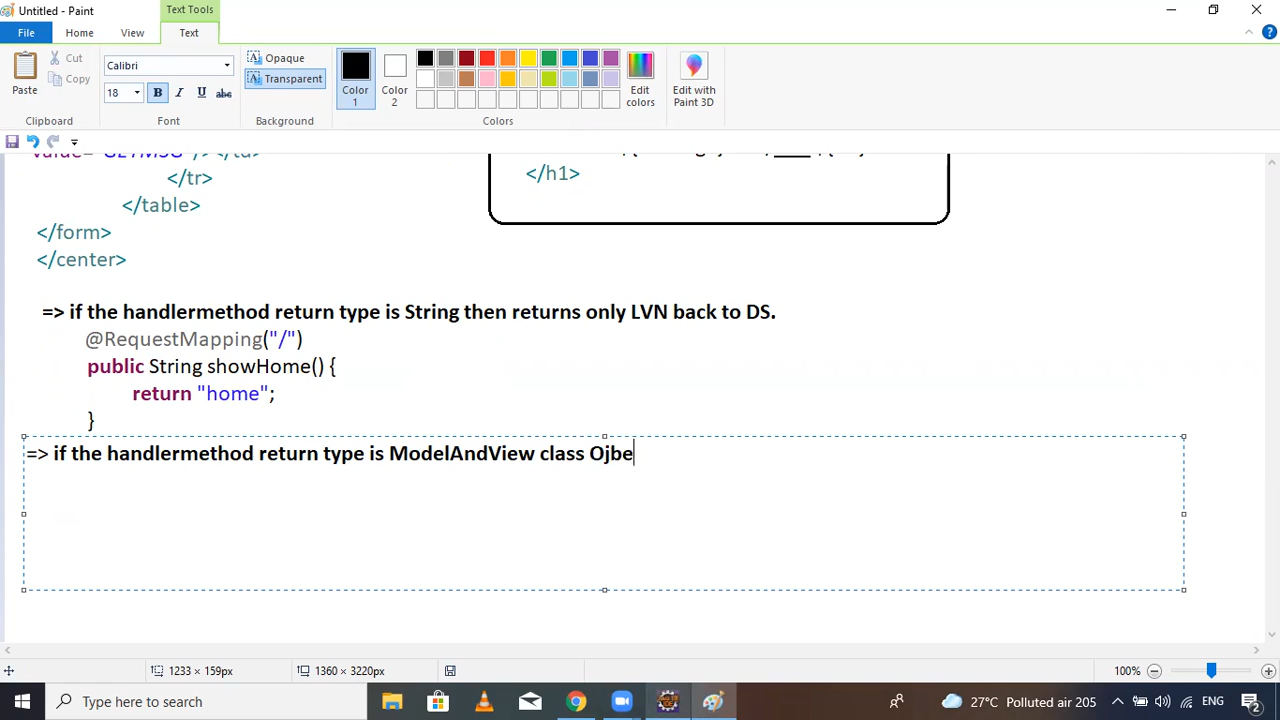 Untitled - Paint
Text Tools
File
Home
View
Text
Paste
Cut
Copy
Calibri
18
B
I
U
abc
Opaque
Transparent
Color
1
Color
2
Edit
colors
Edit with
Paint 3D
Clipboard
Font
Background
Colors
</tr>
</table>
</form>
</center>
</h1>
=> if the handlermethod return type is String then returns only LVN back to DS.
@RequestMapping("/")
public String showHome() {
return "home";
}
=> if the handlermethod return type is ModelAndView class Ojbe
1233 × 159px
1360 × 3220px
100%
Type here to search
27°C Polluted air 205
ENG
2